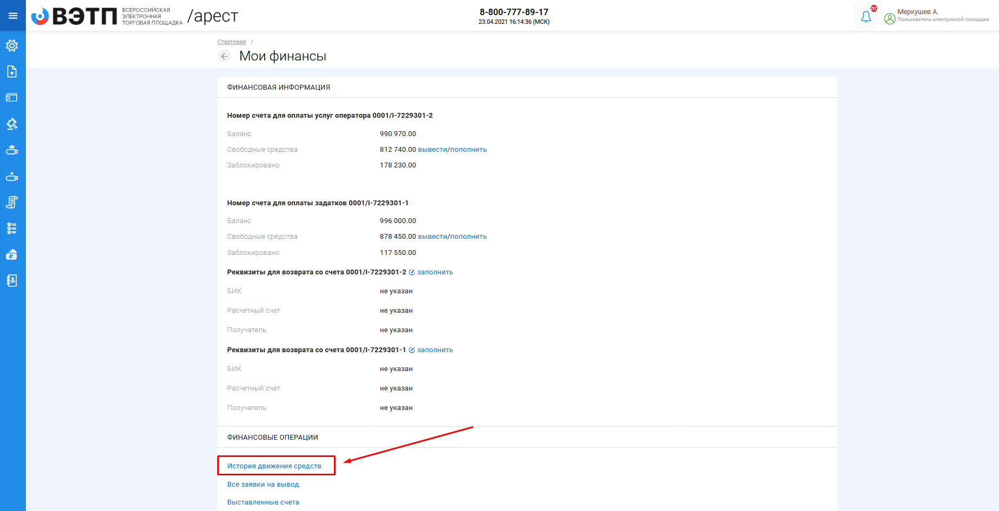 ВЭТП ВСЕРОССИЙСКАЯ ЭЛЕКТРОННАЯ ТОРГОВАЯ ПЛОЩАДКА /арест
8-800-777-89-17
23.04.2021 16:14:36 (МСК)
20
Меркушев А.
Пользователь электронной площадки
Стартовая /
Мои финансы
ФИНАНСОВАЯ ИНФОРМАЦИЯ
Номер счета для оплаты услуг оператора 0001/I-7229301-2
Баланс 990 970.00
Свободные средства 812 740.00 вывести/пополнить
Заблокировано 178 230.00
Номер счета для оплаты задатков 0001/I-7229301-1
Баланс 996 000.00
Свободные средства 878 450.00 вывести/пополнить
Заблокировано 117 550.00
Реквизиты для возврата со счета 0001/I-7229301-2 заполнить
БИК не указан
Расчетный счет не указан
Получатель не указан
Реквизиты для возврата со счета 0001/I-7229301-1 заполнить
БИК не указан
Расчетный счет не указан
Получатель не указан
ФИНАНСОВЫЕ ОПЕРАЦИИ
История движения средств
Все заявки на вывод
Выставленные счета